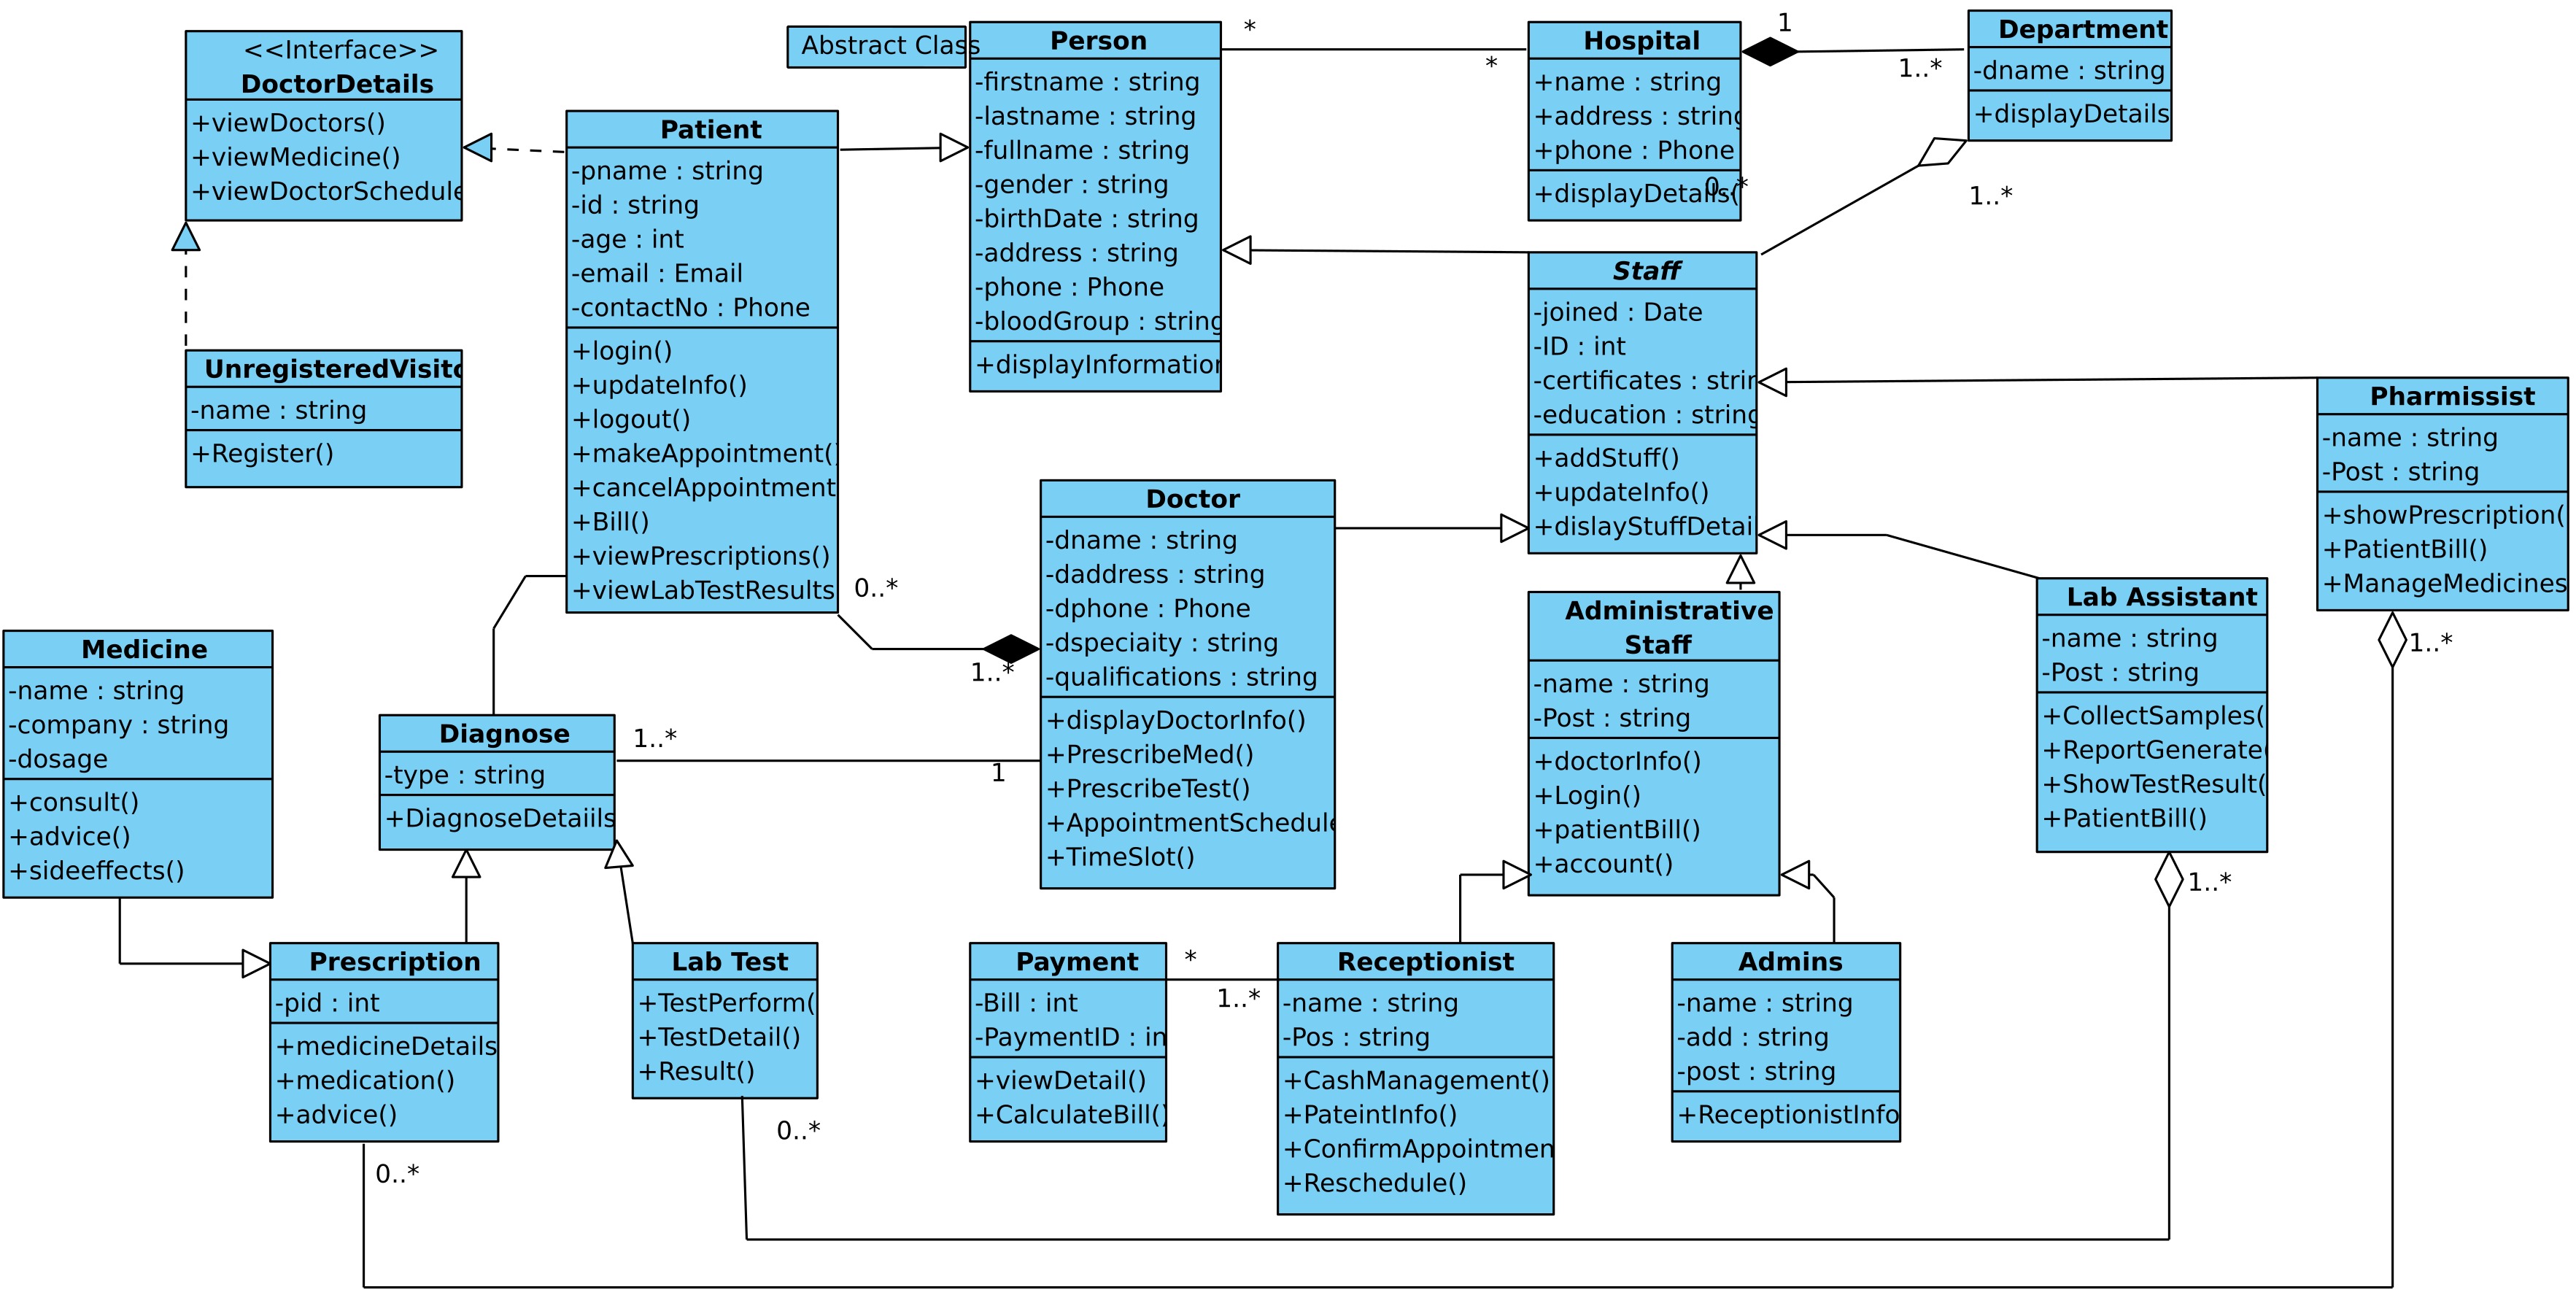 <<Interface>>
DoctorDetails
+viewDoctors()
+viewMedicine()
+viewDoctorSchedule
UnregisteredVisito
-name : string
+Register()
Patient
-pname : string
-id : string
-age : int
-email : Email
-contactNo : Phone
+login()
+updateInfo()
+logout()
+makeAppointment()
+cancelAppointment
+Bill()
+viewPrescriptions()
+viewLabTestResults
Abstract Class
Person
-firstname : string
-lastname : string
-fullname : string
-gender : string
-birthDate : string
-address : string
-phone : Phone
-bloodGroup : string
+displayInformation
*
*
Hospital
+name : string
+address : string
+phone : Phone
+displayDetails(
0..*
1
1..*
Department
-dname : string
+displayDetails
1..*
Staff
-joined : Date
-ID : int
-certificates : strin
-education : string
+addStuff()
+updateInfo()
+dislayStuffDetai
Pharmissist
-name : string
-Post : string
+showPrescription(
+PatientBill()
+ManageMedicines
1..*
Doctor
-dname : string
-daddress : string
-dphone : Phone
-dspeciaity : string
-qualifications : string
+displayDoctorInfo()
+PrescribeMed()
+PrescribeTest()
+AppointmentSchedule
+TimeSlot()
0..*
1..*
Administrative
Staff
-name : string
-Post : string
+doctorInfo()
+Login()
+patientBill()
+account()
Lab Assistant
-name : string
-Post : string
+CollectSamples(
+ReportGenerate(
+ShowTestResult(
+PatientBill()
1..*
Medicine
-name : string
-company : string
-dosage
+consult()
+advice()
+sideeffects()
Diagnose
-type : string
+DiagnoseDetaiils
1..*
1
Prescription
-pid : int
+medicineDetails
+medication()
+advice()
0..*
Lab Test
+TestPerform(
+TestDetail()
+Result()
0..*
Payment
-Bill : int
-PaymentID : in
+viewDetail()
+CalculateBill()
*
1..*
Receptionist
-name : string
-Pos : string
+CashManagement()
+PateintInfo()
+ConfirmAppointmen
+Reschedule()
Admins
-name : string
-add : string
-post : string
+ReceptionistInfo